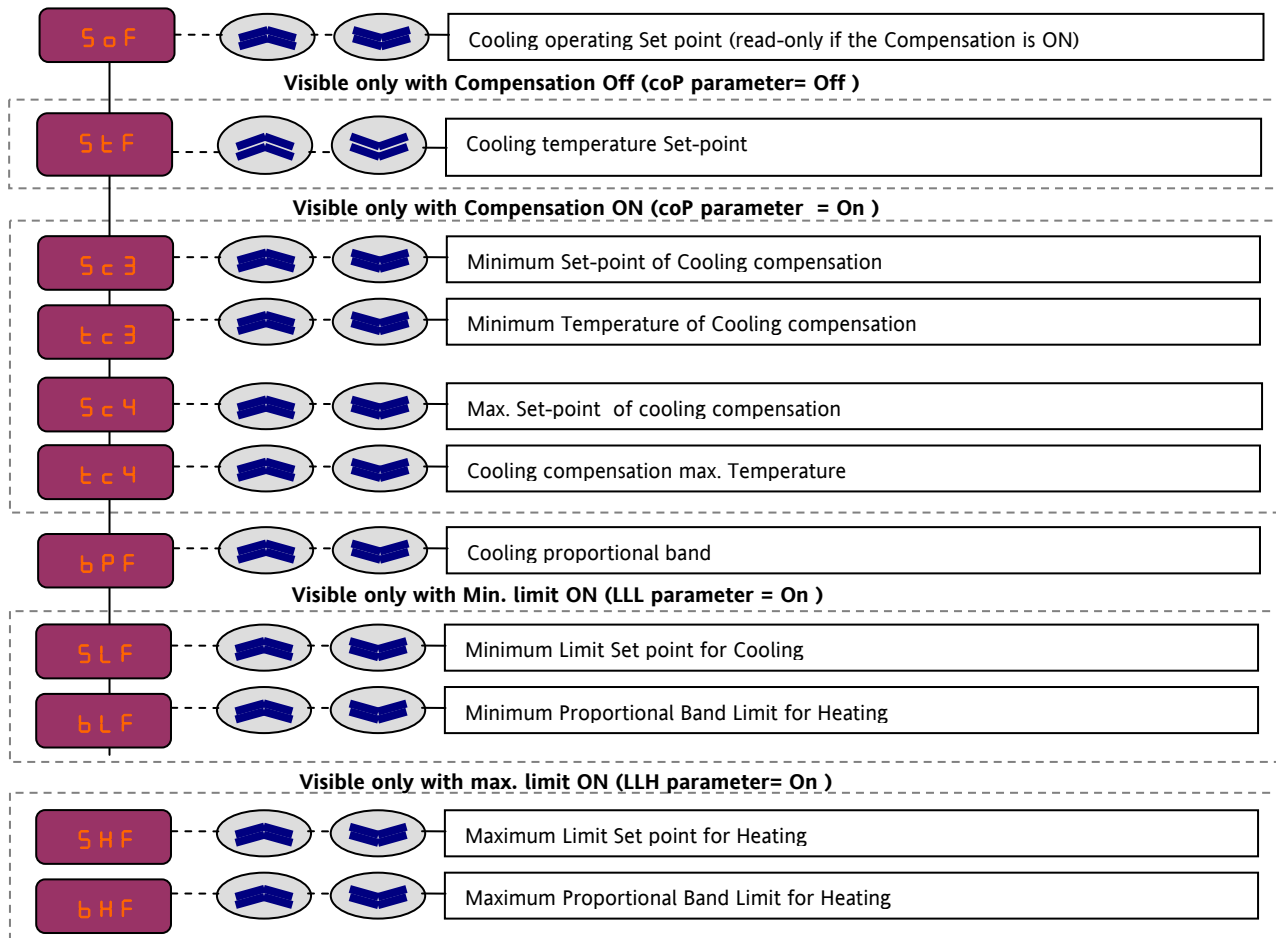 SoF Cooling operating Set point (read-only if the Compensation is ON)
Visible only with Compensation Off (coP parameter= Off )
StF Cooling temperature Set-point
Visible only with Compensation ON (coP parameter = On )
Sc3 Minimum Set-point of Cooling compensation
tc3 Minimum Temperature of Cooling compensation
Sc4 Max. Set-point of cooling compensation
tc4 Cooling compensation max. Temperature
bPF Cooling proportional band
Visible only with Min. limit ON (LLL parameter = On )
SLF Minimum Limit Set point for Cooling
bLF Minimum Proportional Band Limit for Heating
Visible only with max. limit ON (LLH parameter= On )
SHF Maximum Limit Set point for Heating
bHF Maximum Proportional Band Limit for Heating